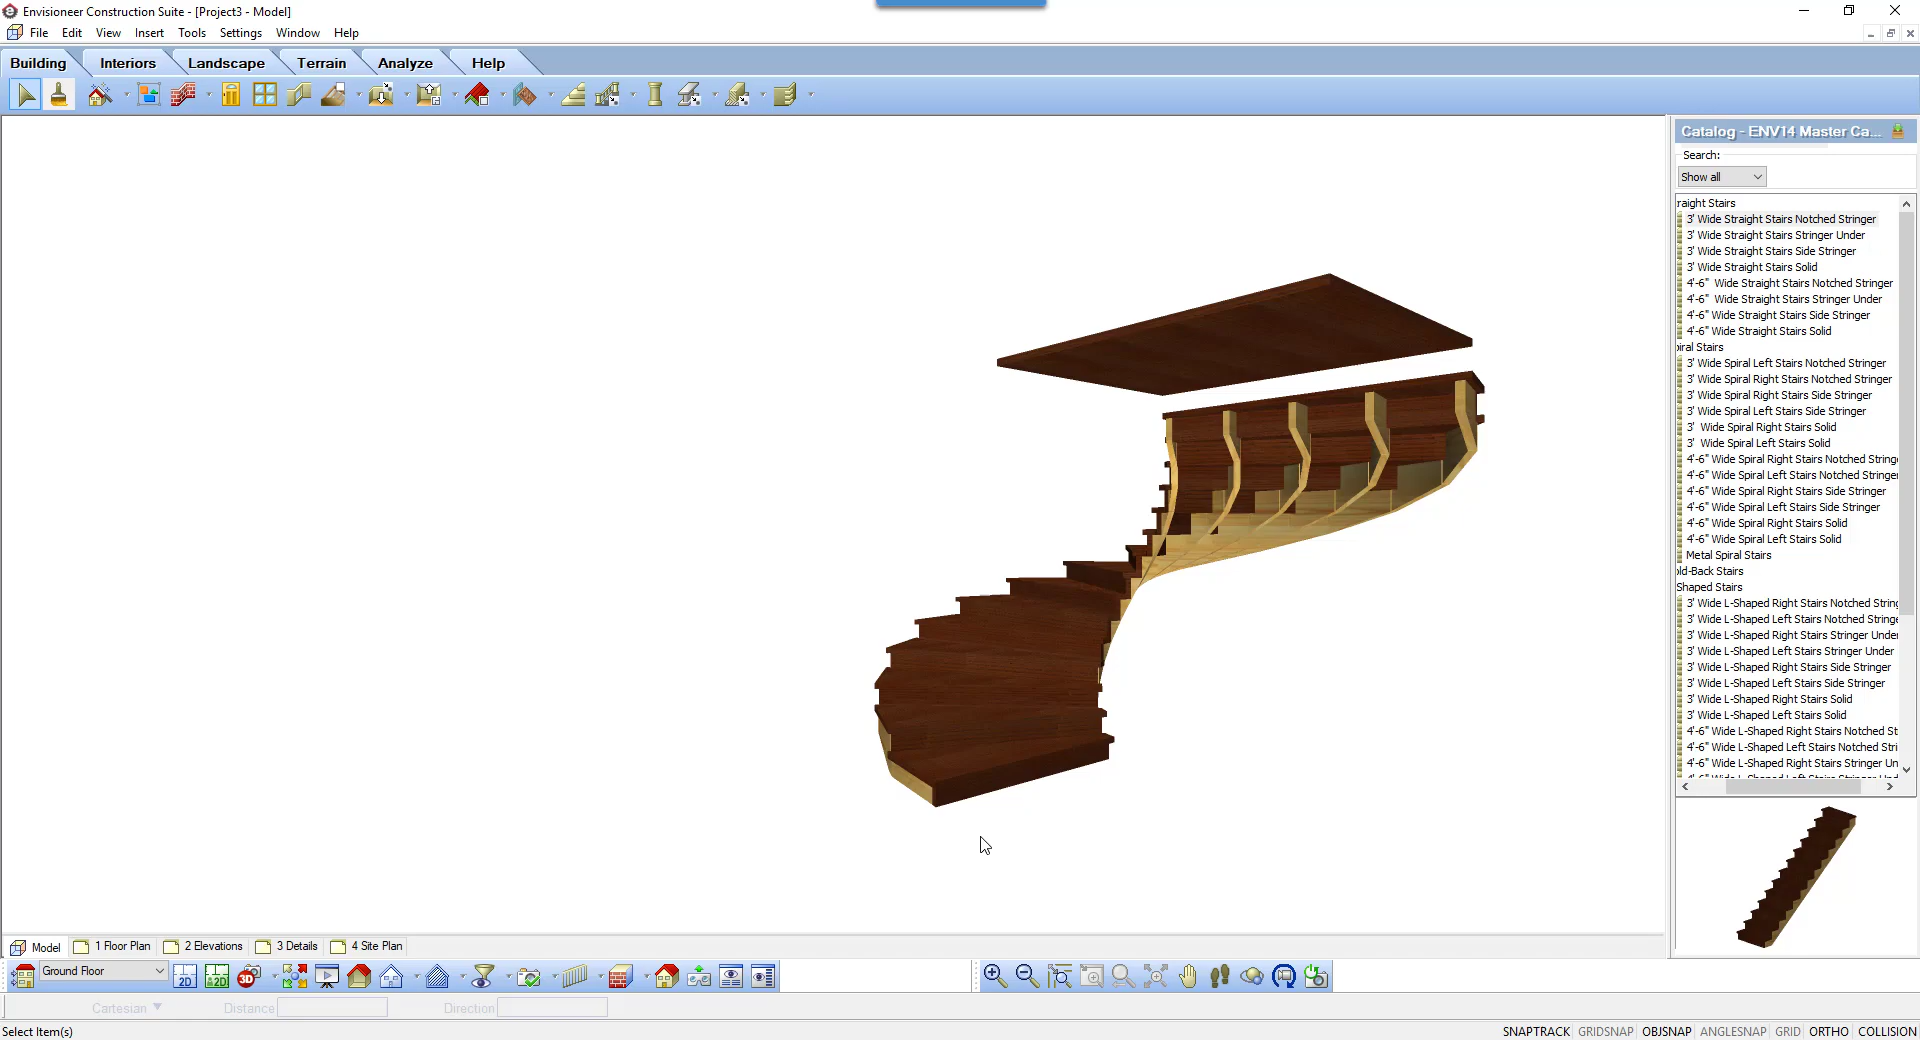 Envisioneer Construction Suite - [Project3 - Model]
File Edit View Insert Tools Settings Window Help
Building Interiors Landscape Terrain Analyze Help
Catalog - ENV14 Master Ca...
Search:
Show all
raight Stairs
3' Wide Straight Stairs Notched Stringer
3' Wide Straight Stairs Stringer Under
3' Wide Straight Stairs Side Stringer
3' Wide Straight Stairs Solid
4'-6" Wide Straight Stairs Notched Stringer
4'-6" Wide Straight Stairs Stringer Under
4'-6" Wide Straight Stairs Side Stringer
4'-6" Wide Straight Stairs Solid
iral Stairs
3' Wide Spiral Left Stairs Notched Stringer
3' Wide Spiral Right Stairs Notched Stringer
3' Wide Spiral Right Stairs Side Stringer
3' Wide Spiral Left Stairs Side Stringer
3' Wide Spiral Right Stairs Solid
3' Wide Spiral Left Stairs Solid
4'-6" Wide Spiral Right Stairs Notched String
4'-6" Wide Spiral Left Stairs Notched Stringe
4'-6" Wide Spiral Right Stairs Side Stringer
4'-6" Wide Spiral Left Stairs Side Stringer
4'-6" Wide Spiral Right Stairs Solid
4'-6" Wide Spiral Left Stairs Solid
Metal Spiral Stairs
ld-Back Stairs
Shaped Stairs
3' Wide L-Shaped Right Stairs Notched String
3' Wide L-Shaped Left Stairs Notched Stringe
3' Wide L-Shaped Right Stairs Stringer Under
3' Wide L-Shaped Left Stairs Stringer Under
3' Wide L-Shaped Right Stairs Side Stringer
3' Wide L-Shaped Left Stairs Side Stringer
3' Wide L-Shaped Right Stairs Solid
3' Wide L-Shaped Left Stairs Solid
4'-6" Wide L-Shaped Right Stairs Notched St
4'-6" Wide L-Shaped Left Stairs Notched Stri
4'-6" Wide L-Shaped Right Stairs Stringer Un
Model 1 Floor Plan 2 Elevations 3 Details 4 Site Plan
Ground Floor 2D 2D 3D
Cartesian Distance Direction
Select Item(s) SNAPTRACK GRIDSNAP OBJSNAP ANGLESNAP GRID ORTHO COLLISION